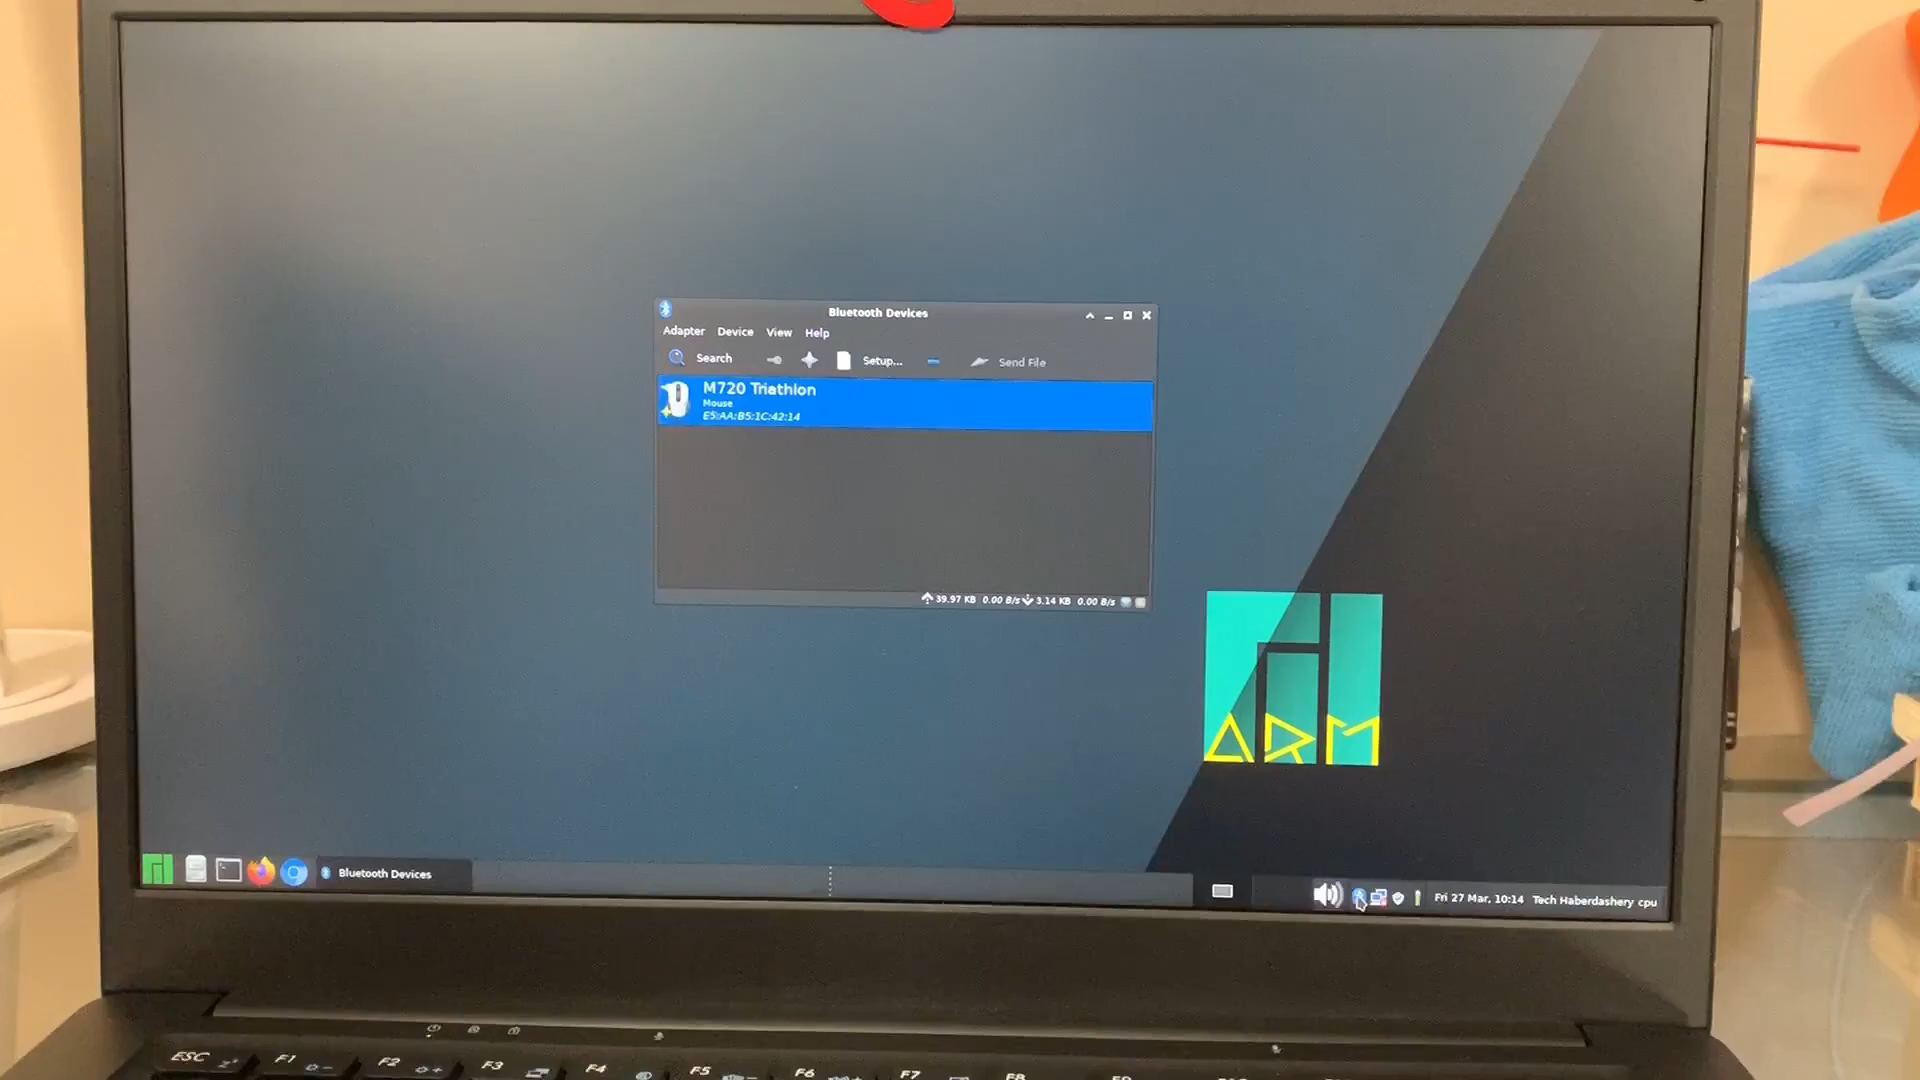 Bluetooth Devices
Adapter Device View Help
Search Setup... Send File
M720 Triathlon
Mouse
E5:AA:B5:1C:42:14
39.97 KB 0.00 B/s 3.14 KB 0.00 B/s
ARM
Bluetooth Devices
Fri 27 Mar, 10:14 Tech Haberdashery cpu
ESC F1 F2 F3 F4 F5 F6 F7 F8